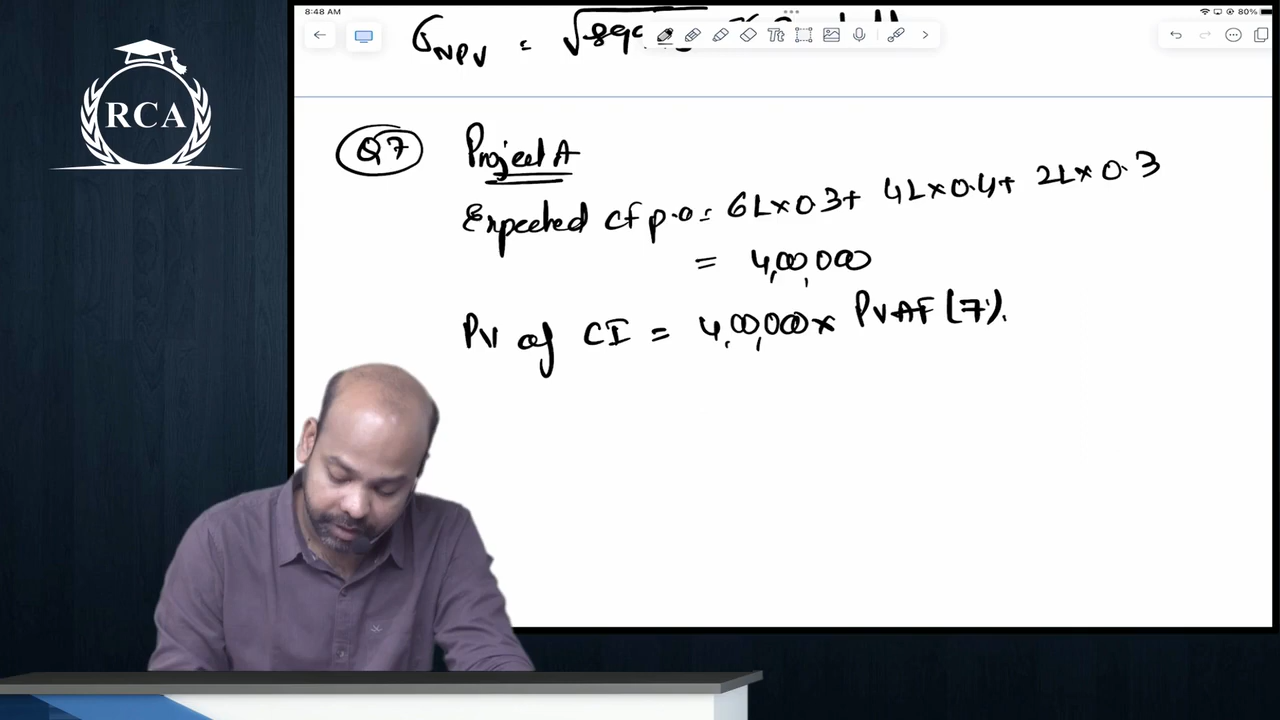 8:48 AM
80%
σNPV =
RCA
Q7 Project A
Expected Cf p.a = 6L×0.3+ 4L×0.4+ 2L×0.3
= 4,00,000
PV of CI = 4,00,000× PVAF (7%,